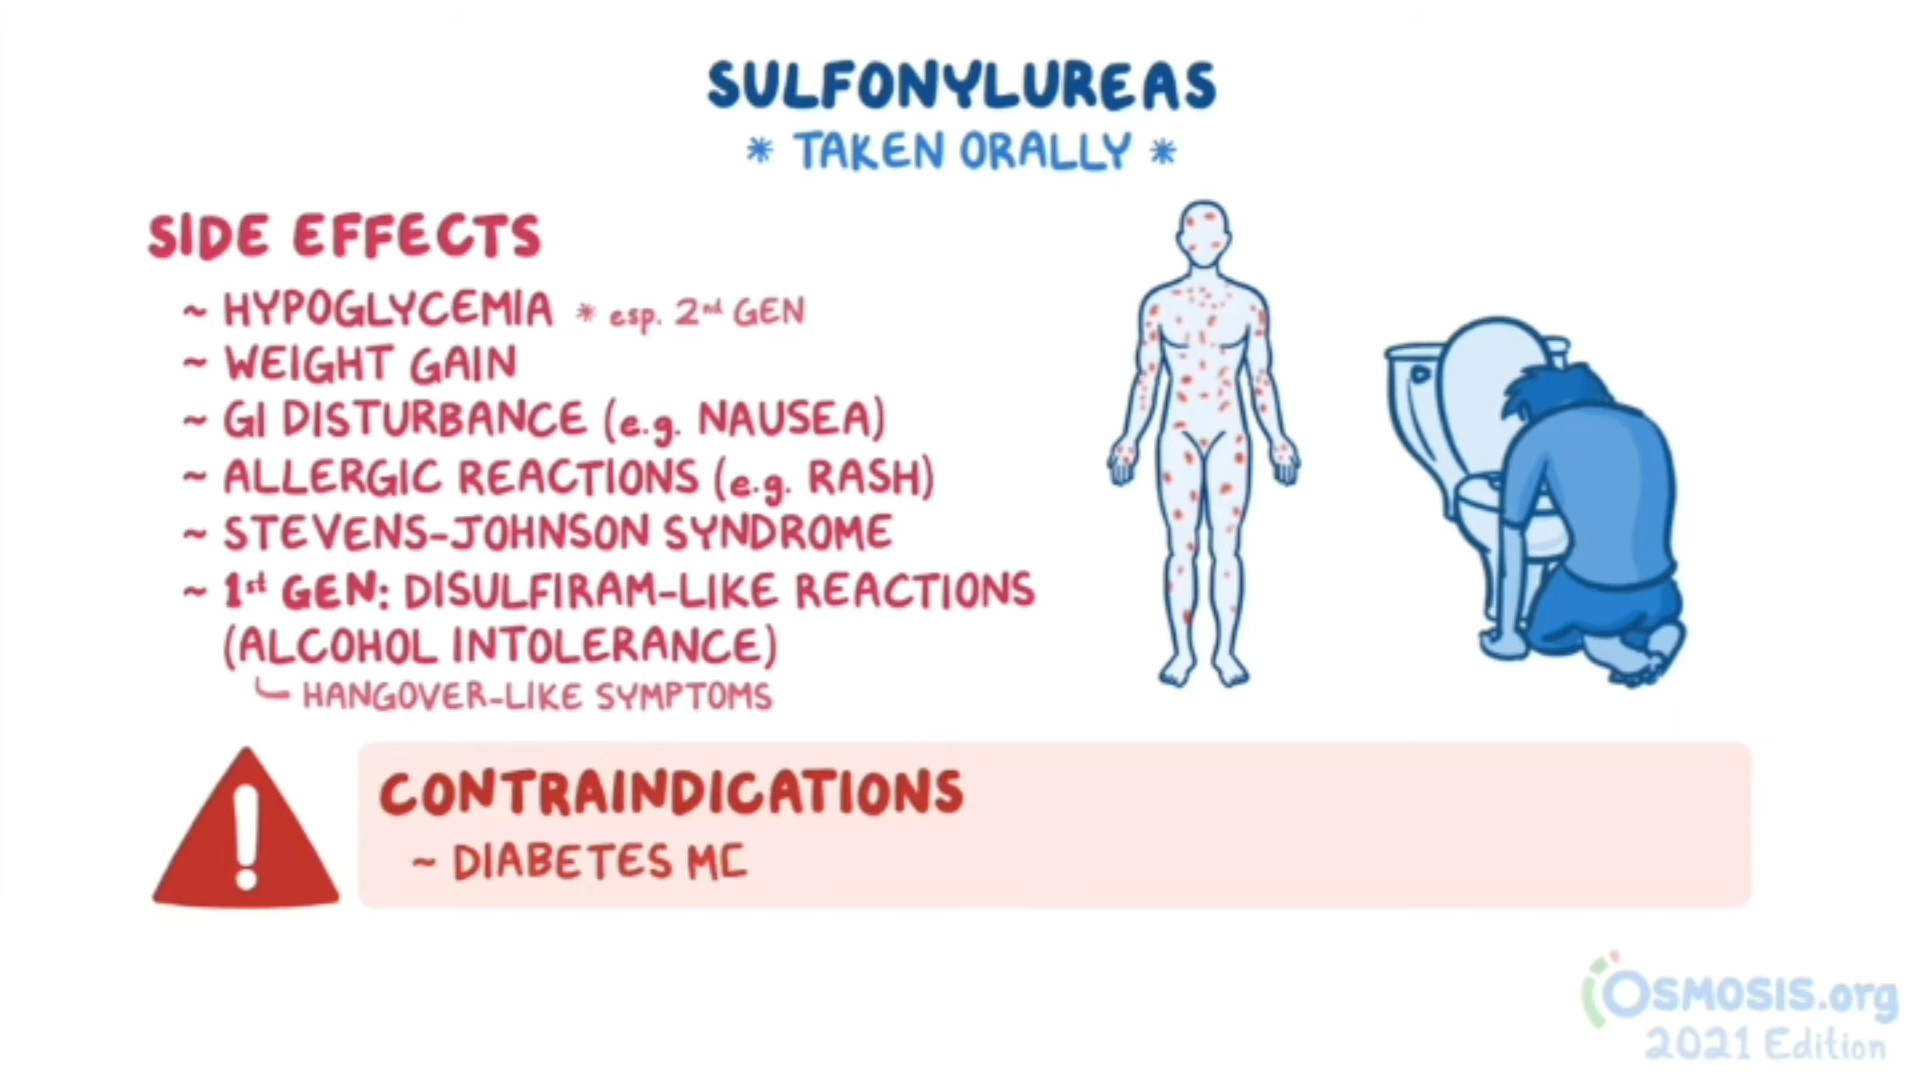 SULFONYLUREAS
* TAKEN ORALLY *
SIDE EFFECTS
~ HYPOGLYCEMIA * esp. 2nd GEN
~ WEIGHT GAIN
~ GI DISTURBANCE (e.g. NAUSEA)
~ ALLERGIC REACTIONS (e.g. RASH)
~ STEVENS-JOHNSON SYNDROME
~ 1st GEN: DISULFIRAM-LIKE REACTIONS
(ALCOHOL INTOLERANCE)
HANGOVER-LIKE SYMPTOMS
!
CONTRAINDICATIONS
~ DIABETES M
OSMOSIS.org
2021 Edition